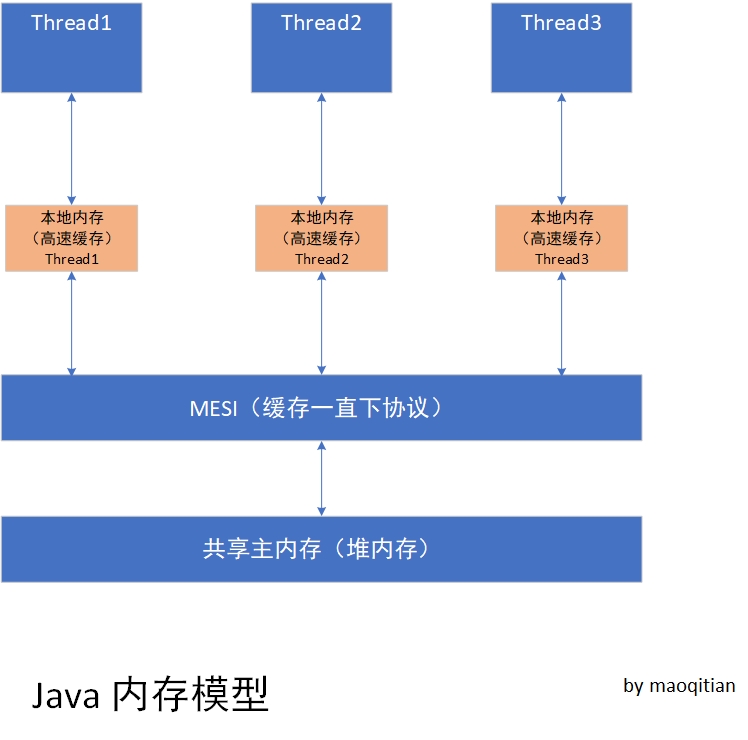 Thread1
Thread2
Thread3
本地内存
（高速缓存）
Thread1
本地内存
（高速缓存）
Thread2
本地内存
（高速缓存）
Thread3
MESI（缓存一直下协议）
共享主内存（堆内存）
Java 内存模型
by maoqitian